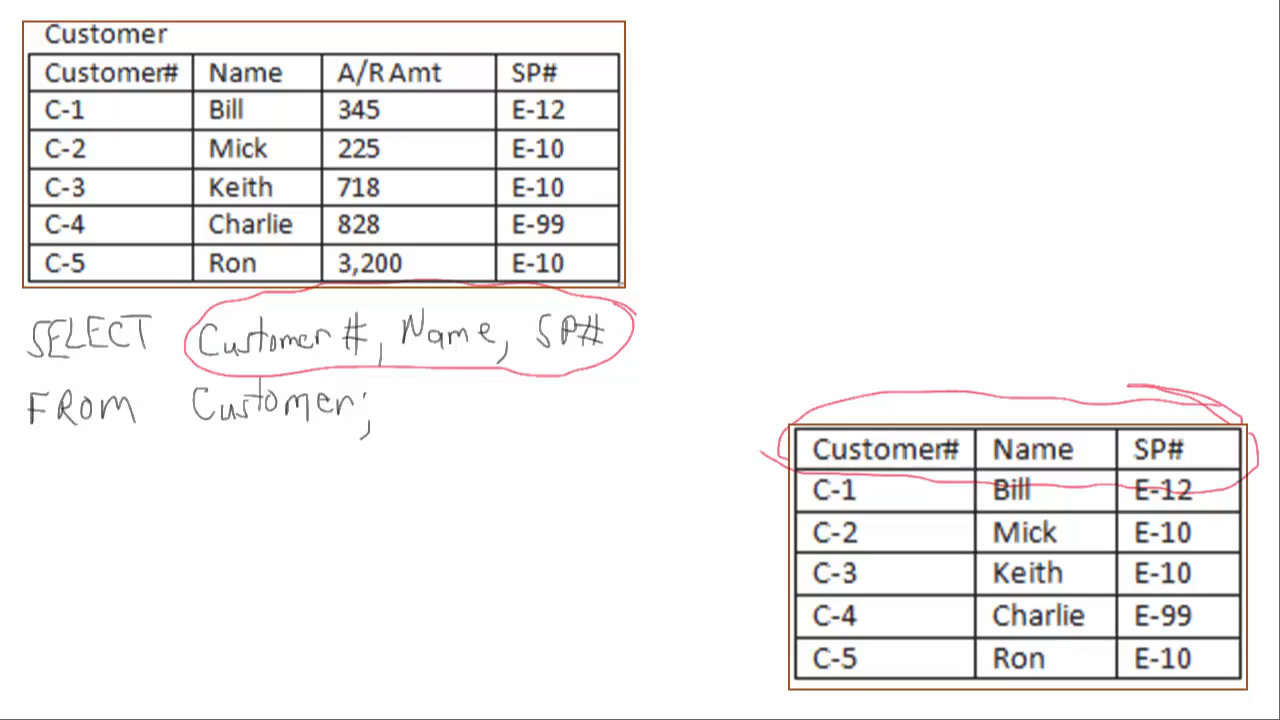 Customer
Customer# Name A/R Amt SP#
C-1 Bill 345 E-12
C-2 Mick 225 E-10
C-3 Keith 718 E-10
C-4 Charlie 828 E-99
C-5 Ron 3,200 E-10
SELECT Customer#, Name, SP#
FROM Customer;
Customer# Name SP#
C-1 Bill E-12
C-2 Mick E-10
C-3 Keith E-10
C-4 Charlie E-99
C-5 Ron E-10